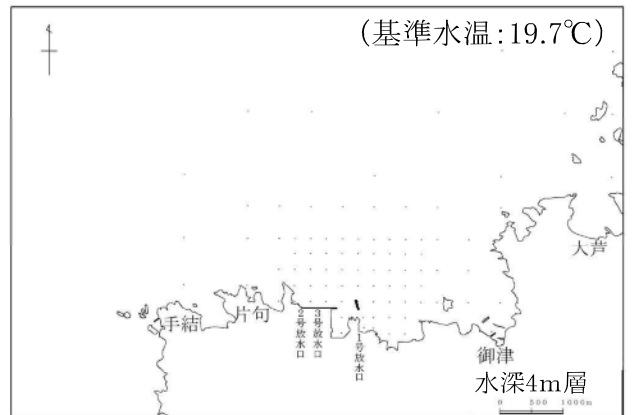 (基準水温:19.7℃)
大芦
手結
片句
2号放水口
3号放水口
1号放水口
御津
水深4m層
0 500 1000m